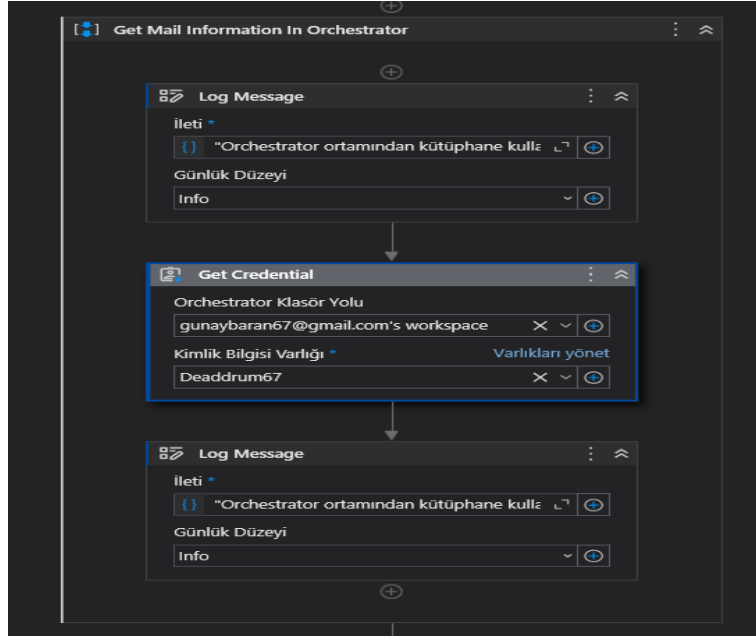 Get Mail Information In Orchestrator
Log Message
İleti *
"Orchestrator ortamından kütüphane kulla
Günlük Düzeyi
Info
Get Credential
Orchestrator Klasör Yolu
gunaybaran67@gmail.com's workspace
Kimlik Bilgisi Varlığı * Varlıkları yönet
Deaddrum67
Log Message
İleti *
"Orchestrator ortamından kütüphane kulla
Günlük Düzeyi
Info